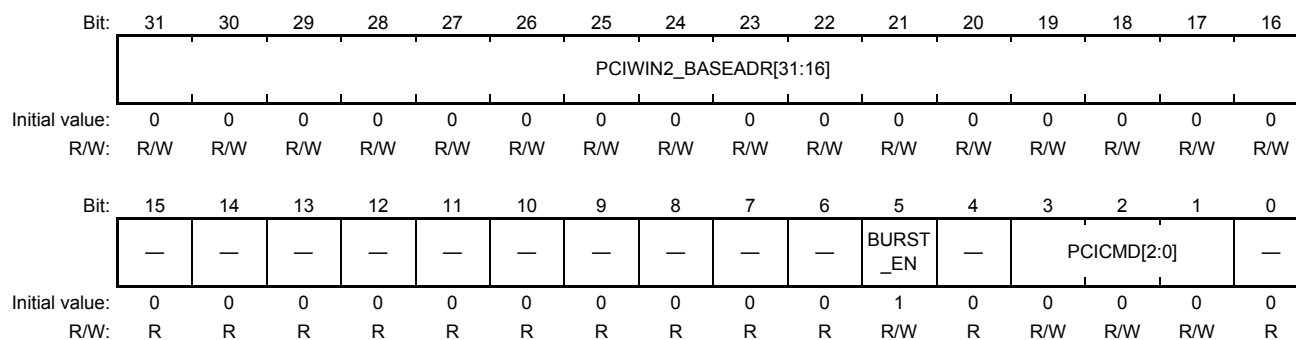 Bit: 31 30 29 28 27 26 25 24 23 22 21 20 19 18 17 16
PCIWIN2_BASEADR[31:16]
Initial value: 0 0 0 0 0 0 0 0 0 0 0 0 0 0 0 0
R/W: R/W R/W R/W R/W R/W R/W R/W R/W R/W R/W R/W R/W R/W R/W R/W R/W
Bit: 15 14 13 12 11 10 9 8 7 6 5 4 3 2 1 0
— — — — — — — — — — BURST_EN — PCICMD[2:0] —
Initial value: 0 0 0 0 0 0 0 0 0 0 1 0 0 0 0 0
R/W: R R R R R R R R R R R/W R R/W R/W R/W R